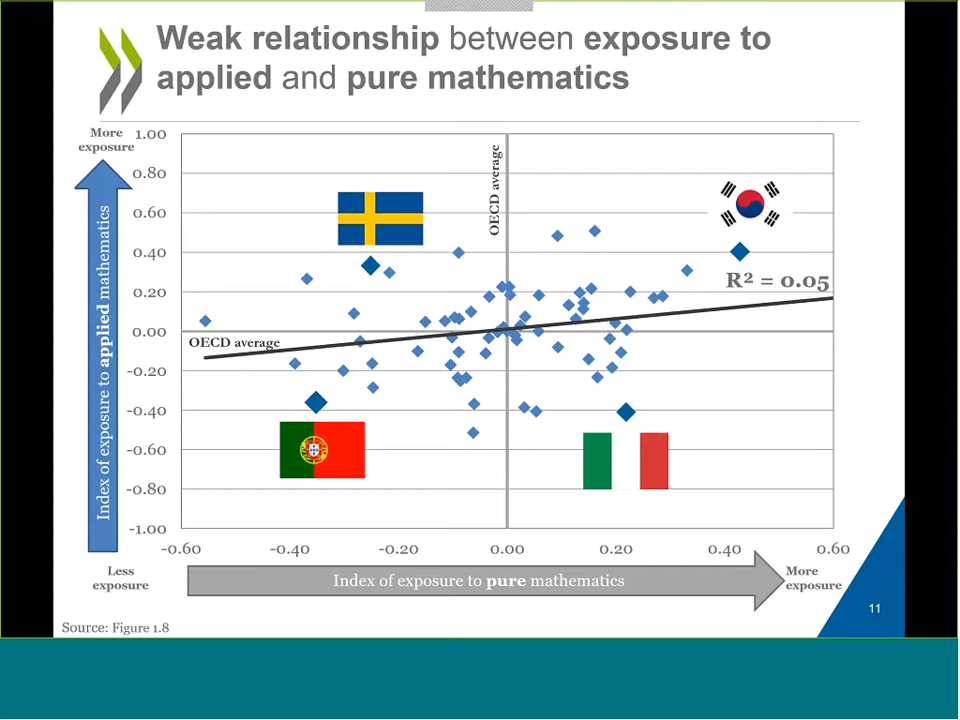 Weak relationship between exposure to
applied and pure mathematics
More
exposure
1.00
0.80
0.60
0.40
0.20
0.00
-0.20
-0.40
-0.60
-0.80
-1.00
Index of exposure to applied mathematics
OECD average
R² = 0.05
OECD average
-0.60
-0.40
-0.20
0.00
0.20
0.40
0.60
Less
exposure
Index of exposure to pure mathematics
More
exposure
11
Source: Figure 1.8